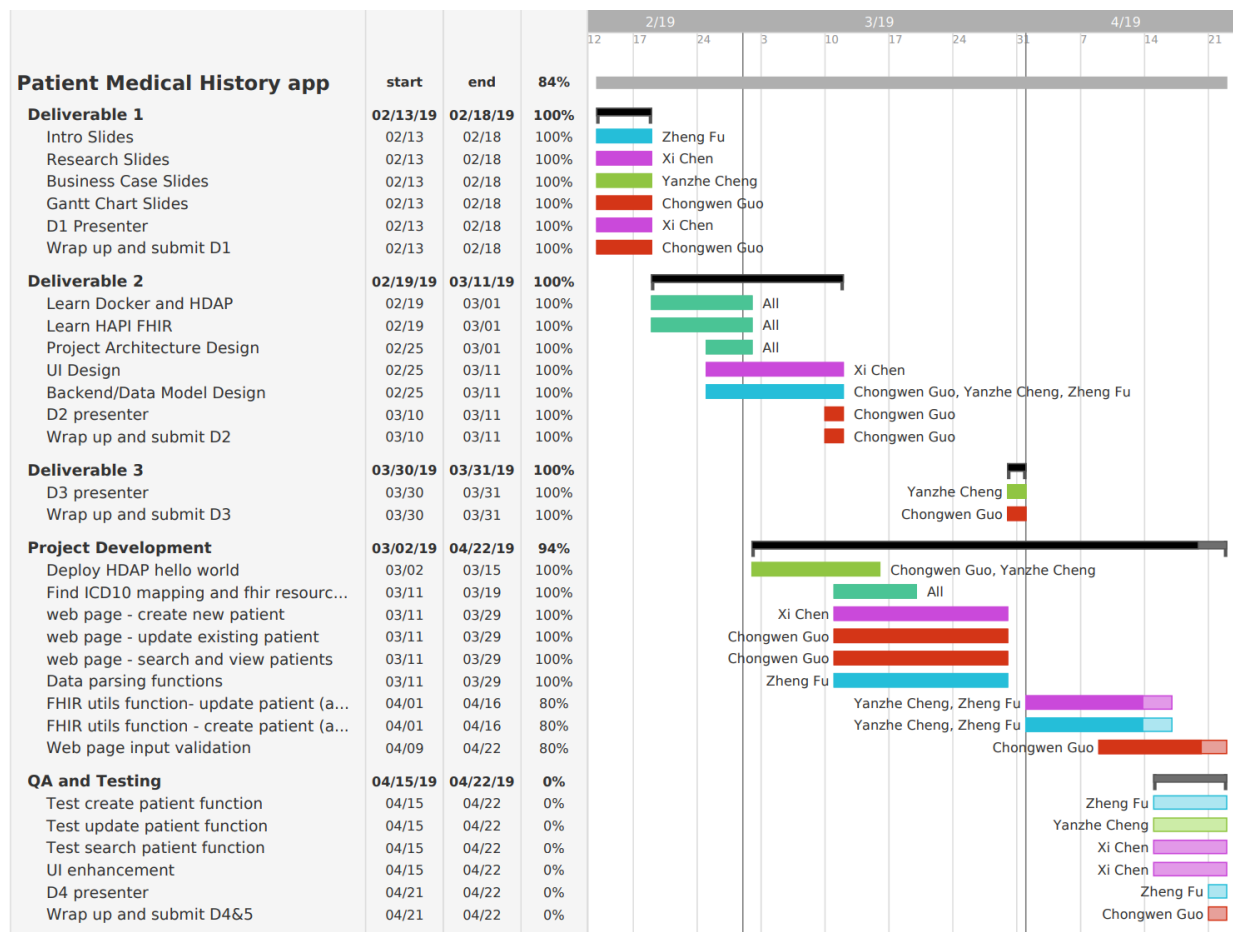 2/19 3/19 4/19
12 17 24 3 10 17 24 31 7 14 21
Patient Medical History app start end 84%
Deliverable 1 02/13/19 02/18/19 100%
Intro Slides 02/13 02/18 100% Zheng Fu
Research Slides 02/13 02/18 100% Xi Chen
Business Case Slides 02/13 02/18 100% Yanzhe Cheng
Gantt Chart Slides 02/13 02/18 100% Chongwen Guo
D1 Presenter 02/13 02/18 100% Xi Chen
Wrap up and submit D1 02/13 02/18 100% Chongwen Guo
Deliverable 2 02/19/19 03/11/19 100%
Learn Docker and HDAP 02/19 03/01 100% All
Learn HAPI FHIR 02/19 03/01 100% All
Project Architecture Design 02/25 03/01 100% All
UI Design 02/25 03/11 100% Xi Chen
Backend/Data Model Design 02/25 03/11 100% Chongwen Guo, Yanzhe Cheng, Zheng Fu
D2 presenter 03/10 03/11 100% Chongwen Guo
Wrap up and submit D2 03/10 03/11 100% Chongwen Guo
Deliverable 3 03/30/19 03/31/19 100%
D3 presenter 03/30 03/31 100% Yanzhe Cheng
Wrap up and submit D3 03/30 03/31 100% Chongwen Guo
Project Development 03/02/19 04/22/19 94%
Deploy HDAP hello world 03/02 03/15 100% Chongwen Guo, Yanzhe Cheng
Find ICD10 mapping and fhir resourc... 03/11 03/19 100% All
web page - create new patient 03/11 03/29 100% Xi Chen
web page - update existing patient 03/11 03/29 100% Chongwen Guo
web page - search and view patients 03/11 03/29 100% Chongwen Guo
Data parsing functions 03/11 03/29 100% Zheng Fu
FHIR utils function- update patient (a... 04/01 04/16 80% Yanzhe Cheng, Zheng Fu
FHIR utils function - create patient (a... 04/01 04/16 80% Yanzhe Cheng, Zheng Fu
Web page input validation 04/09 04/22 80% Chongwen Guo
QA and Testing 04/15/19 04/22/19 0%
Test create patient function 04/15 04/22 0% Zheng Fu
Test update patient function 04/15 04/22 0% Yanzhe Cheng
Test search patient function 04/15 04/22 0% Xi Chen
UI enhancement 04/15 04/22 0% Xi Chen
D4 presenter 04/21 04/22 0% Zheng Fu
Wrap up and submit D4&5 04/21 04/22 0% Chongwen Guo